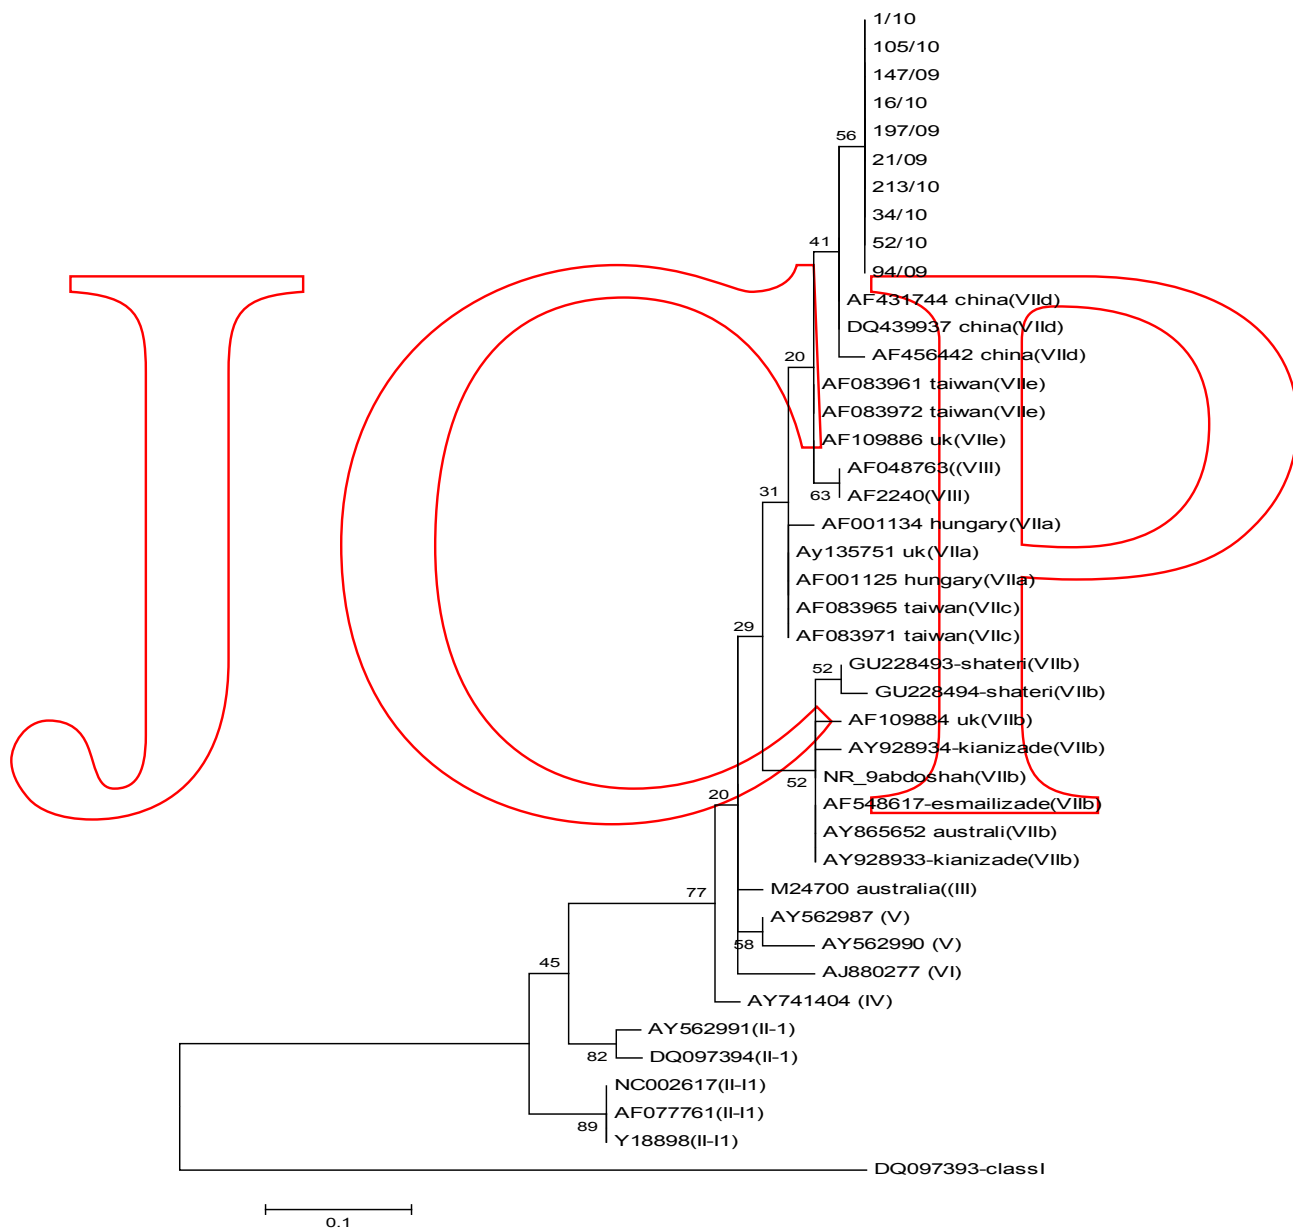 1/10
105/10
147/09
16/10
197/09
56
21/09
213/10
34/10
52/10
41
94/09
AF431744 china(VIId)
DQ439937 china(VIId)
AF456442 china(VIId)
20
AF083961 taiwan(VIIe)
AF083972 taiwan(VIIe)
AF109886 uk(VIIe)
AF048763((VIII)
63
AF2240(VIII)
31
AF001134 hungary(VIIa)
Ay135751 uk(VIIa)
AF001125 hungary(VIIa)
AF083965 taiwan(VIIc)
AF083971 taiwan(VIIc)
29
GU228493-shateri(VIIb)
52
GU228494-shateri(VIIb)
AF109884 uk(VIIb)
AY928934-kianizade(VIIb)
NR_9abdoshah(VIIb)
52
AF548617-esmailizade(VIIb)
20
AY865652 australi(VIIb)
AY928933-kianizade(VIIb)
M24700 australia((III)
77
AY562987 (V)
58
AY562990 (V)
AJ880277 (VI)
45
AY741404 (IV)
AY562991(II-1)
82
DQ097394(II-1)
NC002617(II-I1)
AF077761(II-I1)
89
Y18898(II-I1)
DQ097393-classI
0.1
JCP